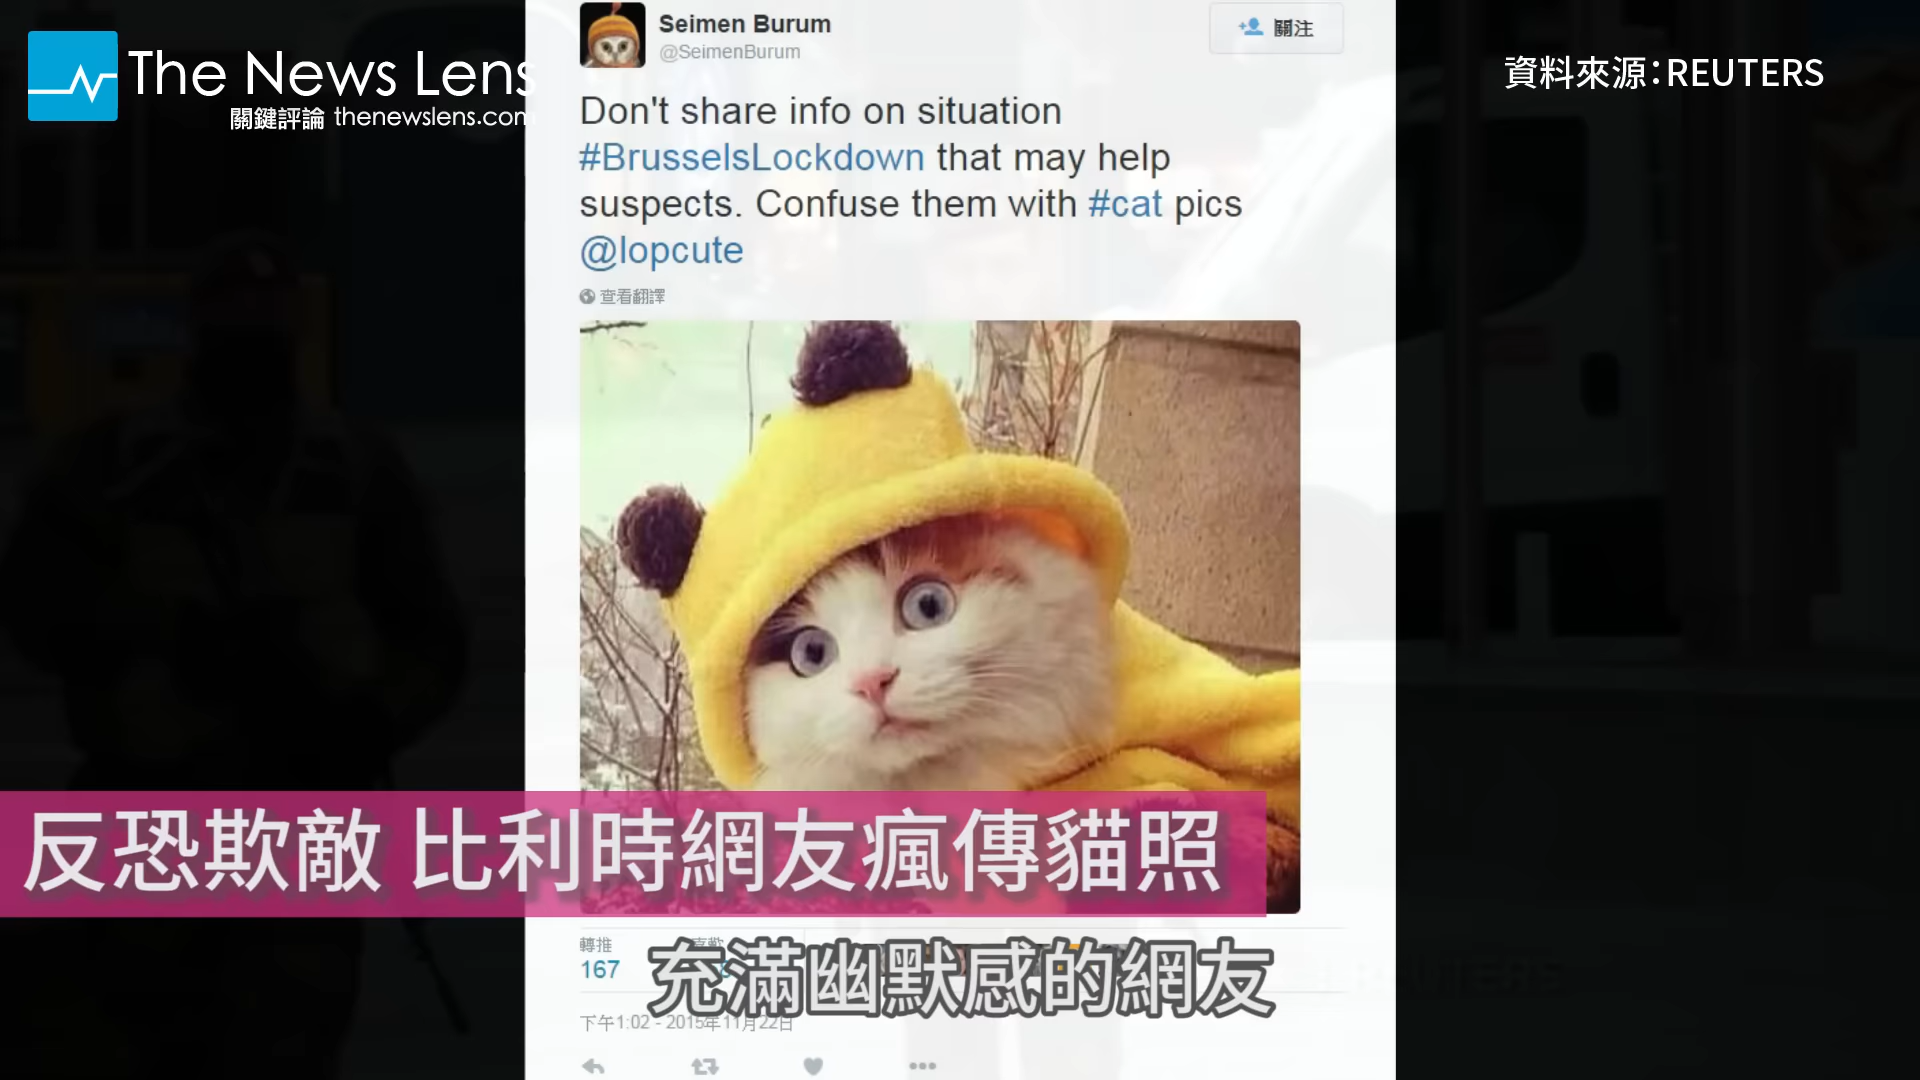 The News Lens
關鍵評論 thenewslens.com
資料來源：REUTERS
Seimen Burum
@SeimenBurum
關注
Don't share info on situation
#BrusselsLockdown that may help
suspects. Confuse them with #cat pics
@lopcute
查看翻譯
反恐欺敵 比利時網友瘋傳貓照
轉推
喜歡
167
充滿幽默感的網友
下午1:02 - 2015年11月22日